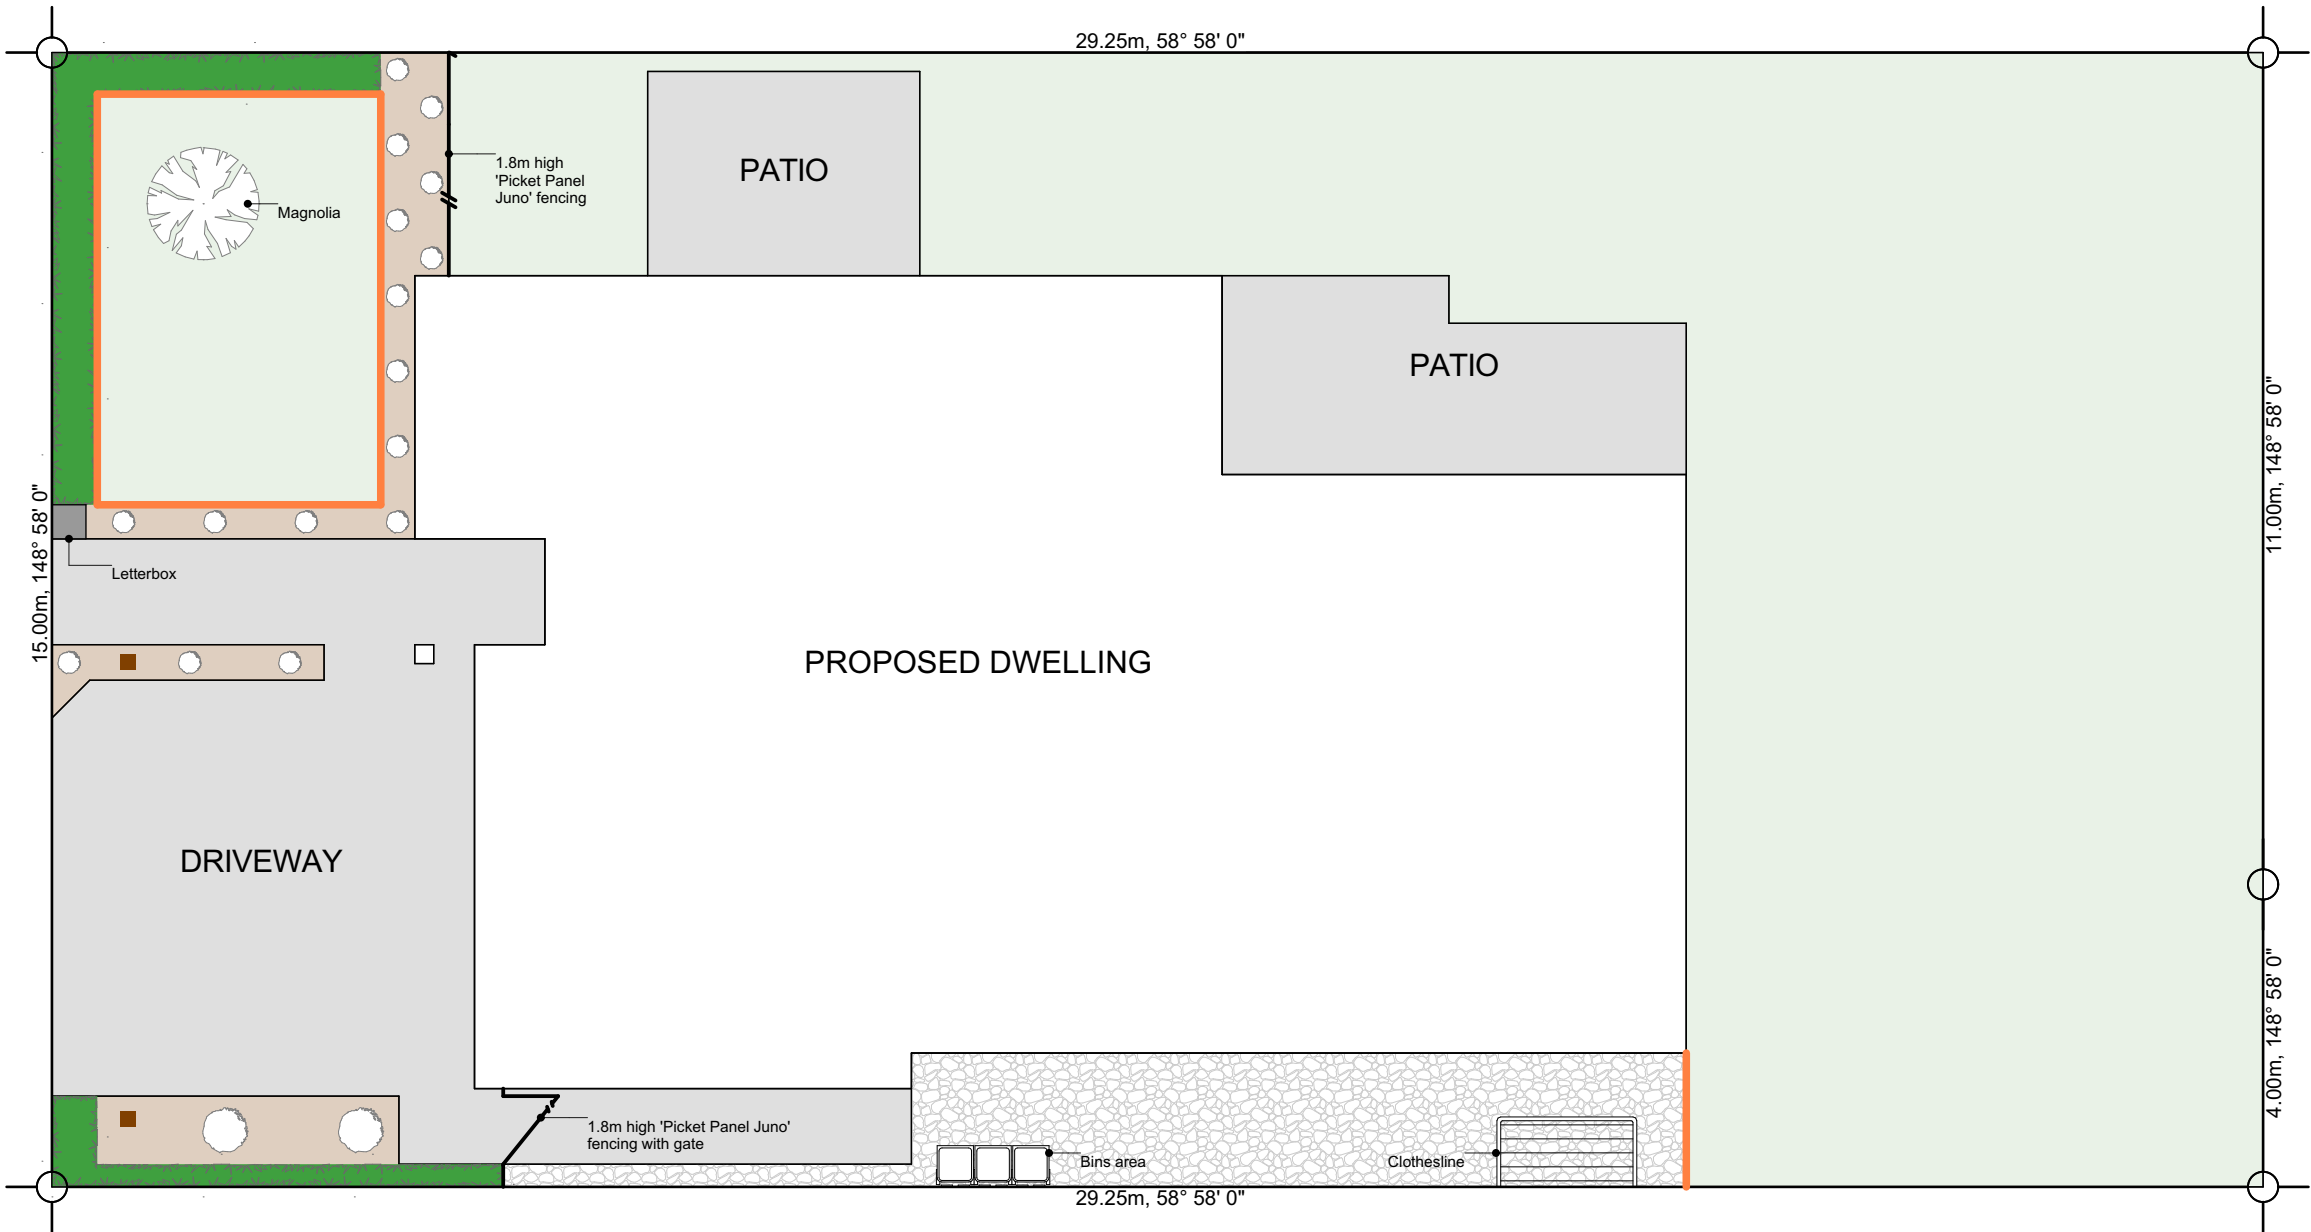 29.25m, 58° 58' 0"
1.8m high
'Picket Panel
Juno' fencing
PATIO
Magnolia
PATIO
11.00m, 148° 58' 0"
15.00m, 148° 58' 0"
Letterbox
PROPOSED DWELLING
DRIVEWAY
4.00m, 148° 58' 0"
1.8m high 'Picket Panel Juno'
fencing with gate
Bins area
Clothesline
29.25m, 58° 58' 0"